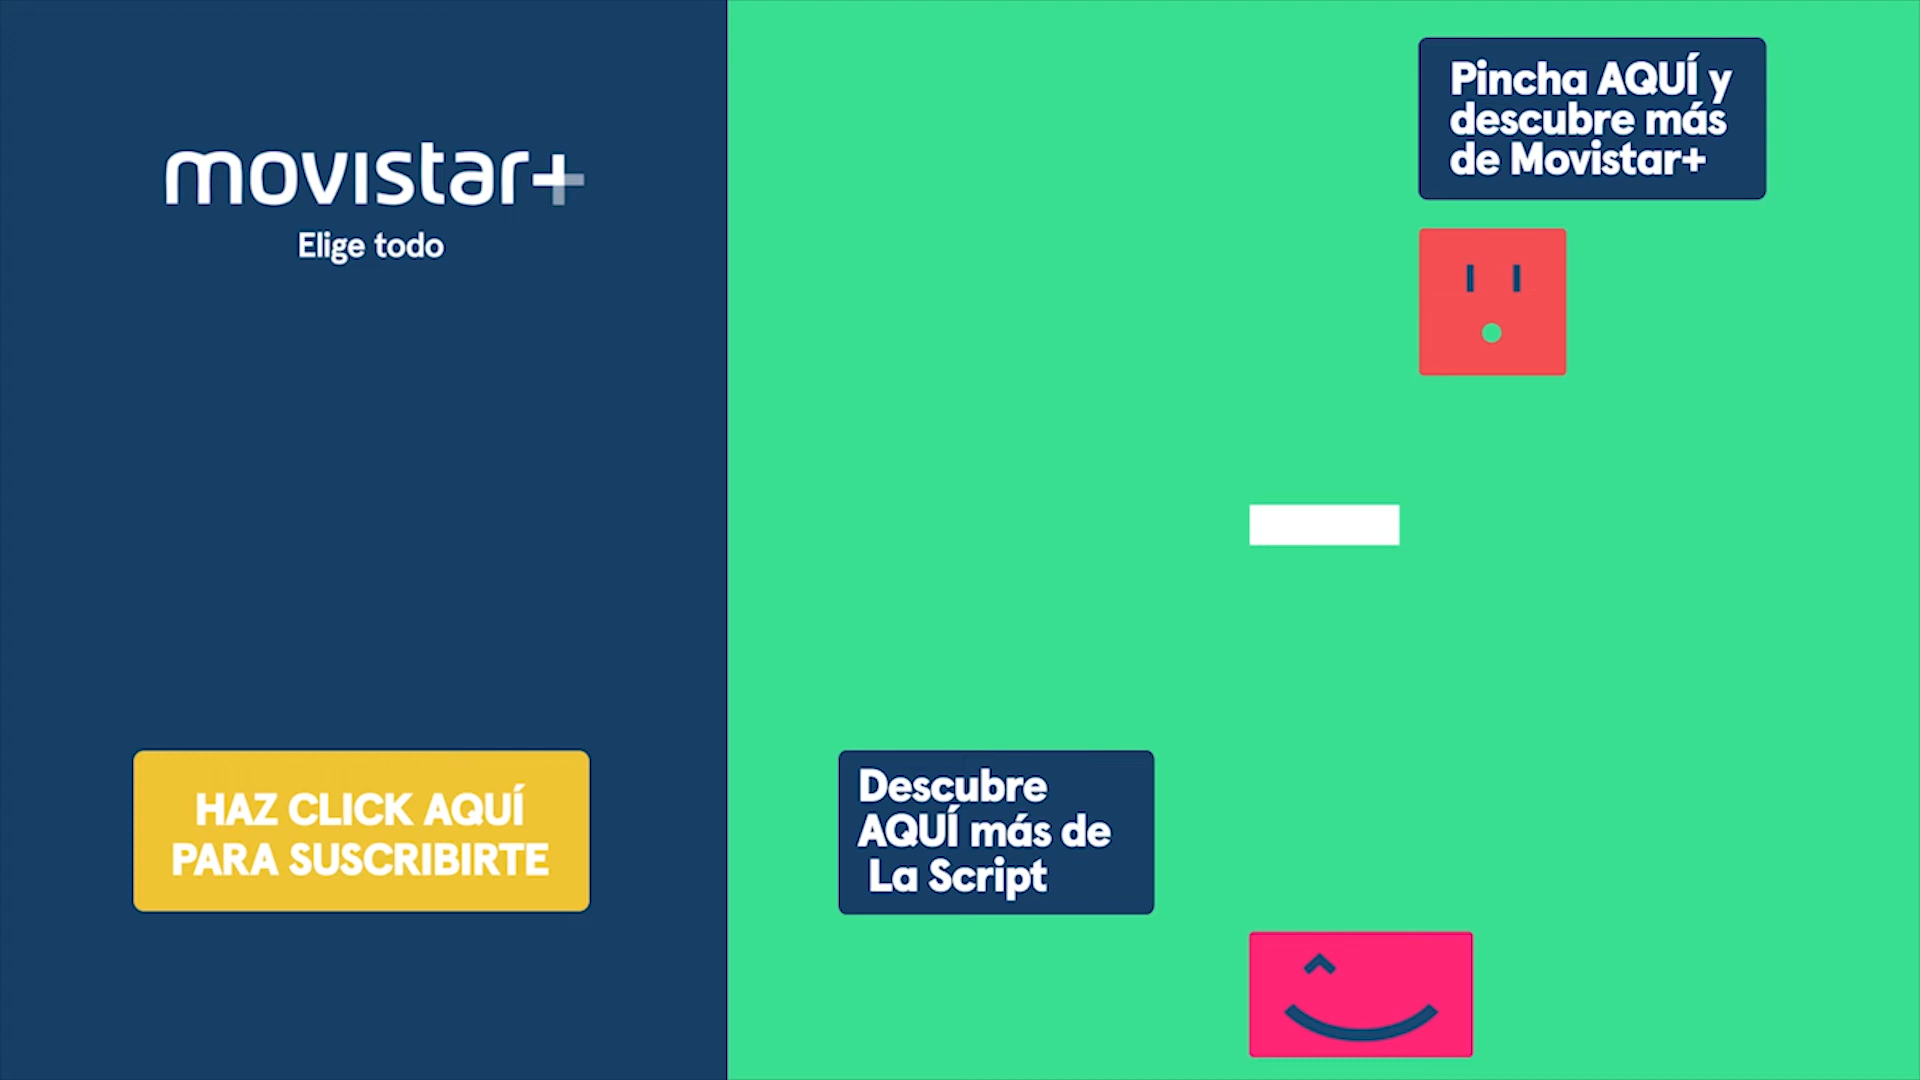 movistar+
Elige todo
HAZ CLICK AQUÍ
PARA SUSCRIBIRTE
Pincha AQUÍ y
descubre más
de Movistar+
Descubre
AQUÍ más de
La Script